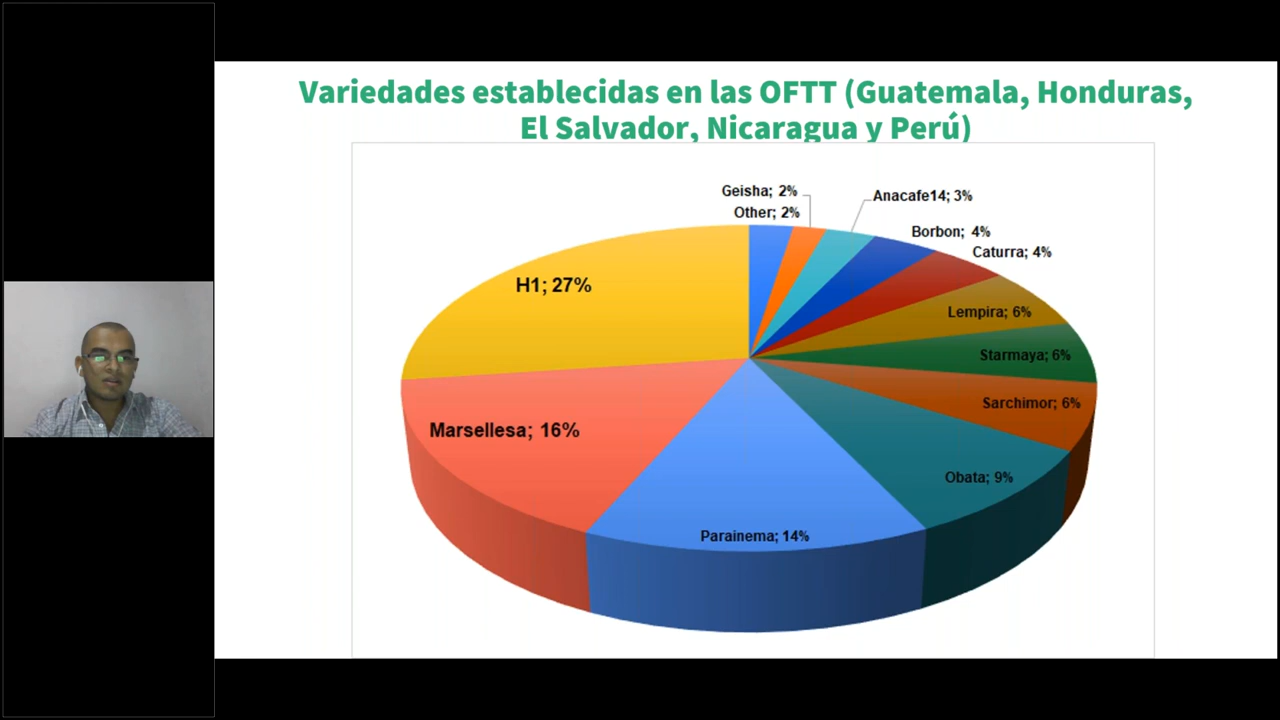 Variedades establecidas en las OFTT (Guatemala, Honduras,
El Salvador, Nicaragua y Perú)
Geisha; 2%
Other; 2%
Anacafe14; 3%
Borbon; 4%
Caturra; 4%
H1; 27%
Lempira; 6%
Starmaya; 6%
Sarchimor; 6%
Marsellesa; 16%
Obata; 9%
Parainema; 14%